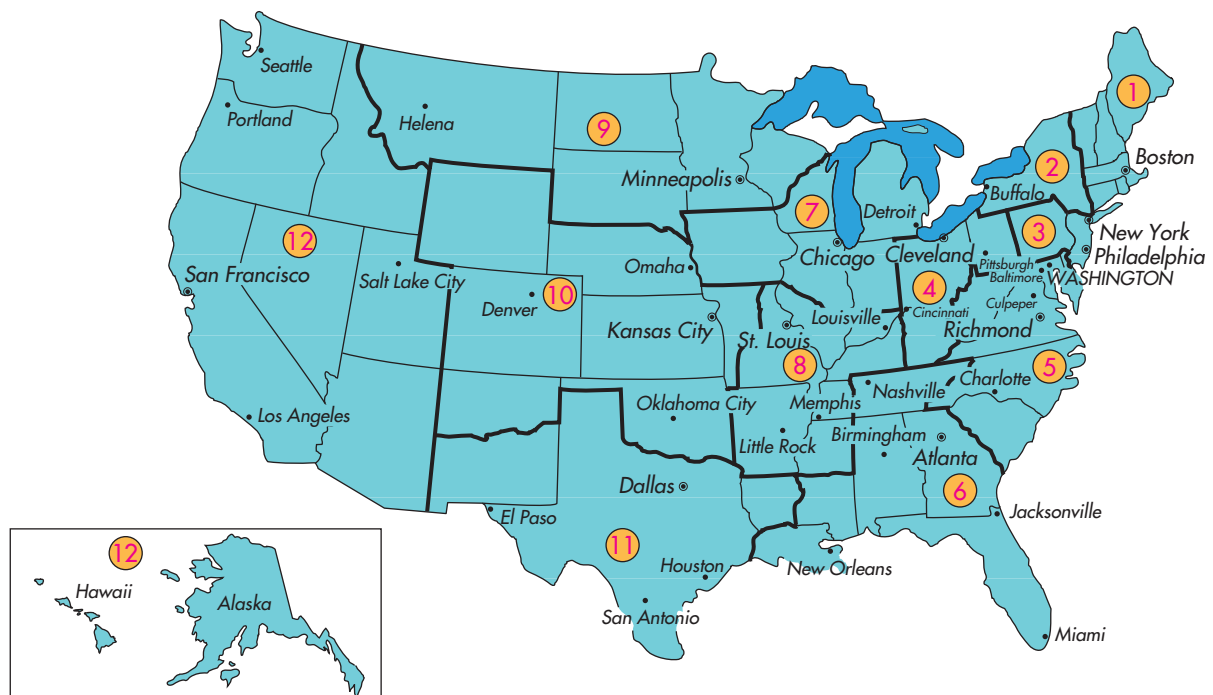 Seattle
1
Portland
Helena
9
Minneapolis
2
Boston
Buffalo
7
Detroit
3
New York
12
Chicago
Cleveland
Philadelphia
San Francisco
Salt Lake City
Omaha
Pittsburgh
Baltimore
WASHINGTON
Denver
10
4
Culpeper
Cincinnati
Kansas City
St. Louis
Louisville
Richmond
8
5
Charlotte
Nashville
Los Angeles
Oklahoma City
Memphis
Little Rock
Birmingham
Atlanta
Dallas
6
El Paso
Jacksonville
11
Houston
New Orleans
San Antonio
Miami
12
Hawaii
Alaska